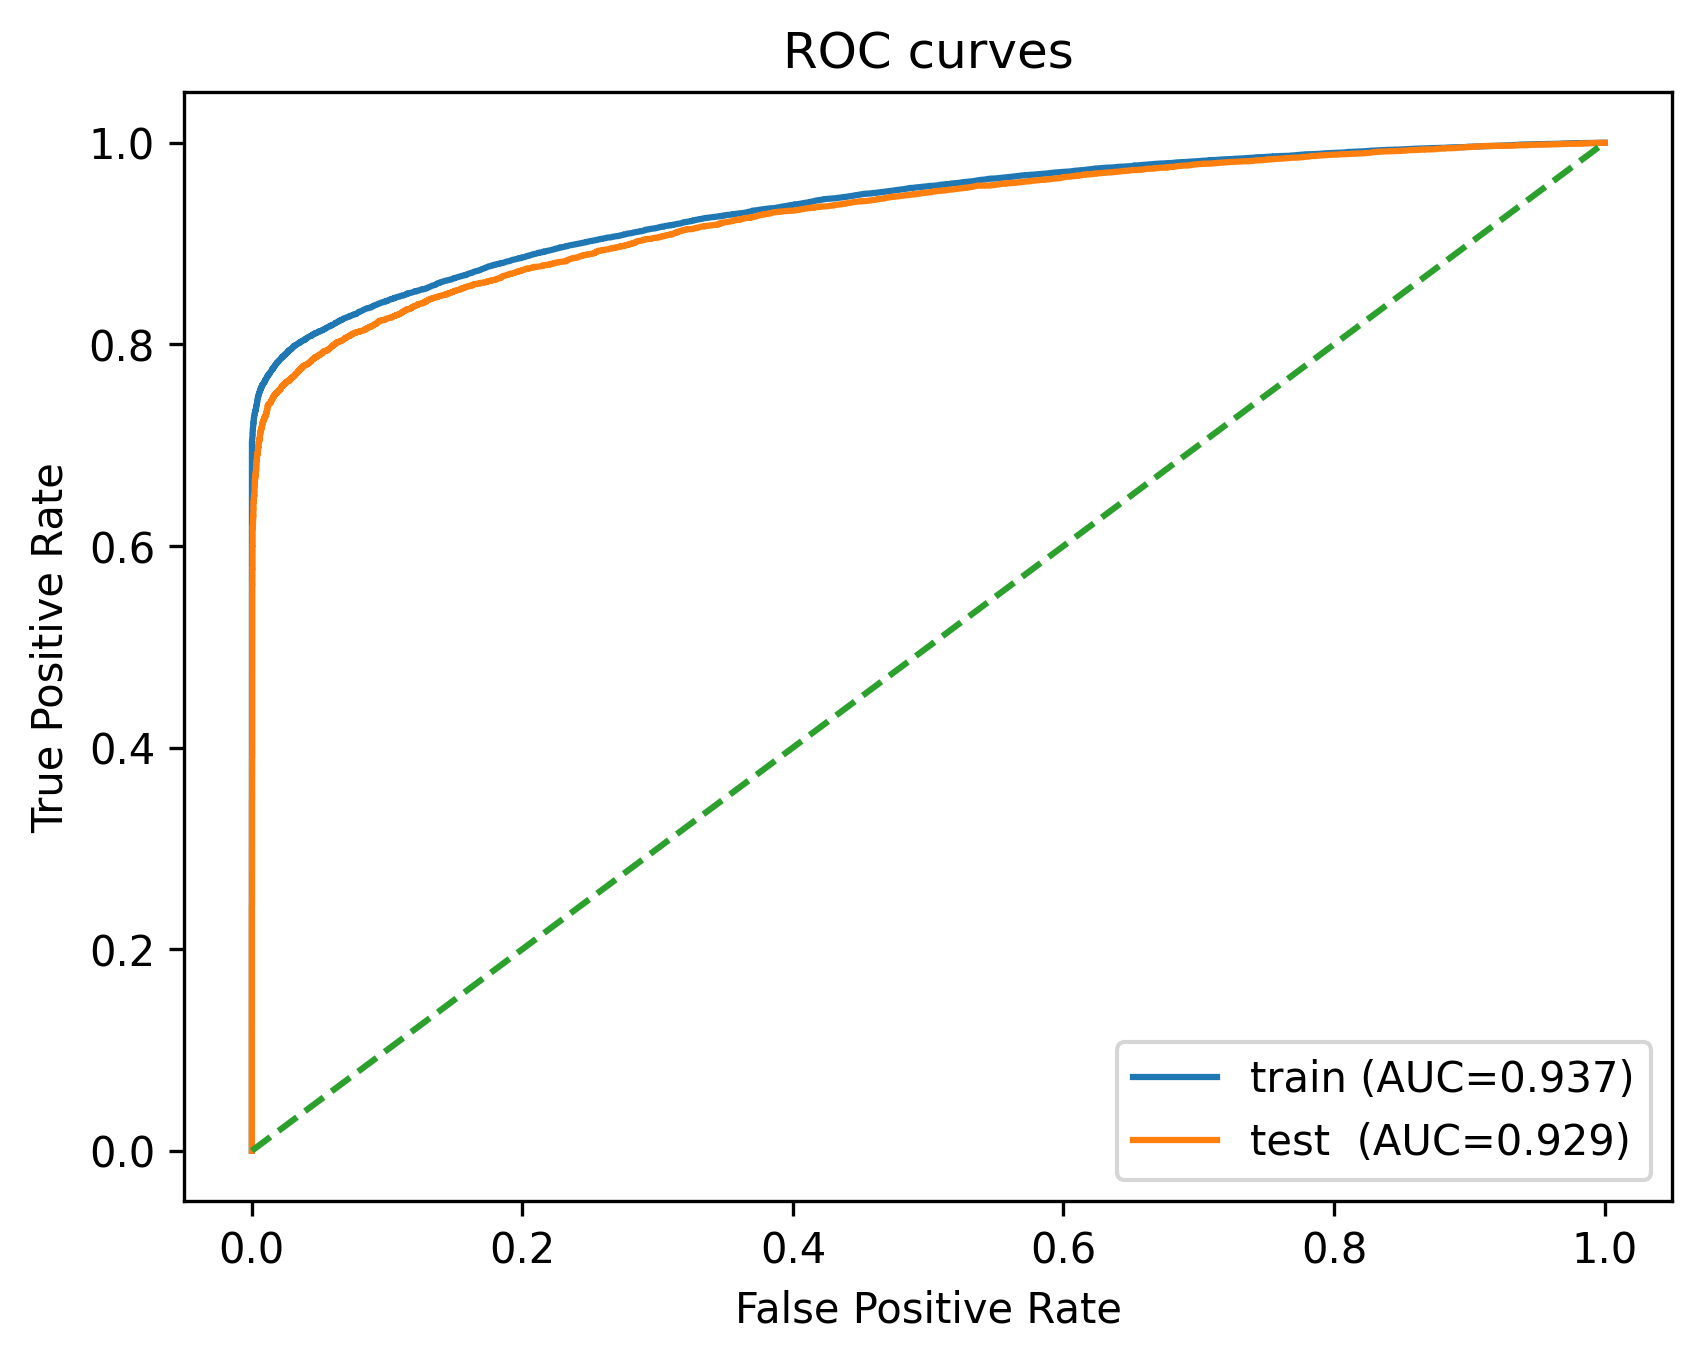 ROC curves
1.0
0.8
0.6
0.4
0.2
0.0
True Positive Rate
0.0 0.2 0.4 0.6 0.8 1.0
False Positive Rate
train (AUC=0.937)
test  (AUC=0.929)